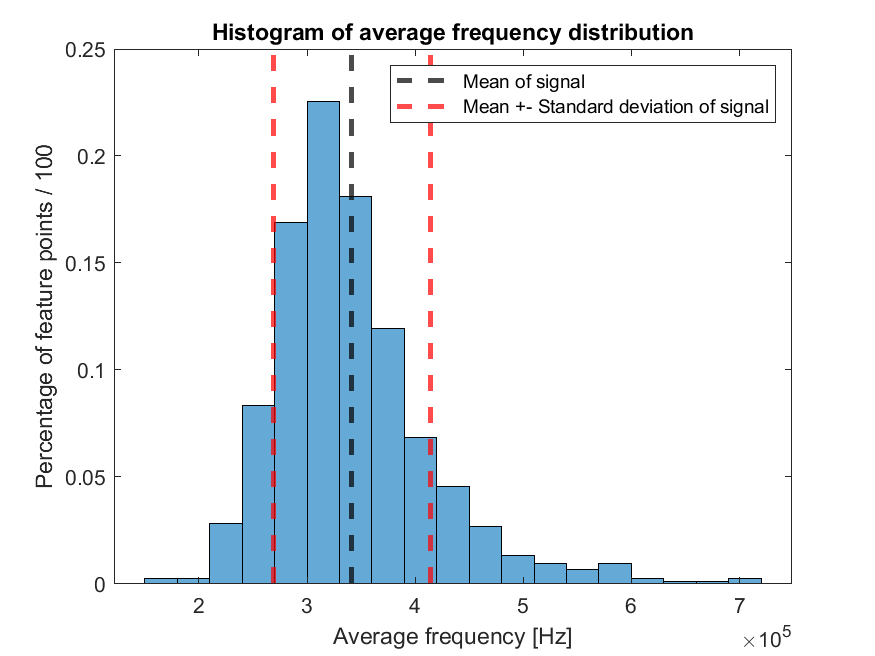 Histogram of average frequency distribution
Mean of signal
Mean +- Standard deviation of signal
Percentage of feature points / 100
0.25
0.2
0.15
0.1
0.05
0
2 3 4 5 6 7
×10⁵
Average frequency [Hz]